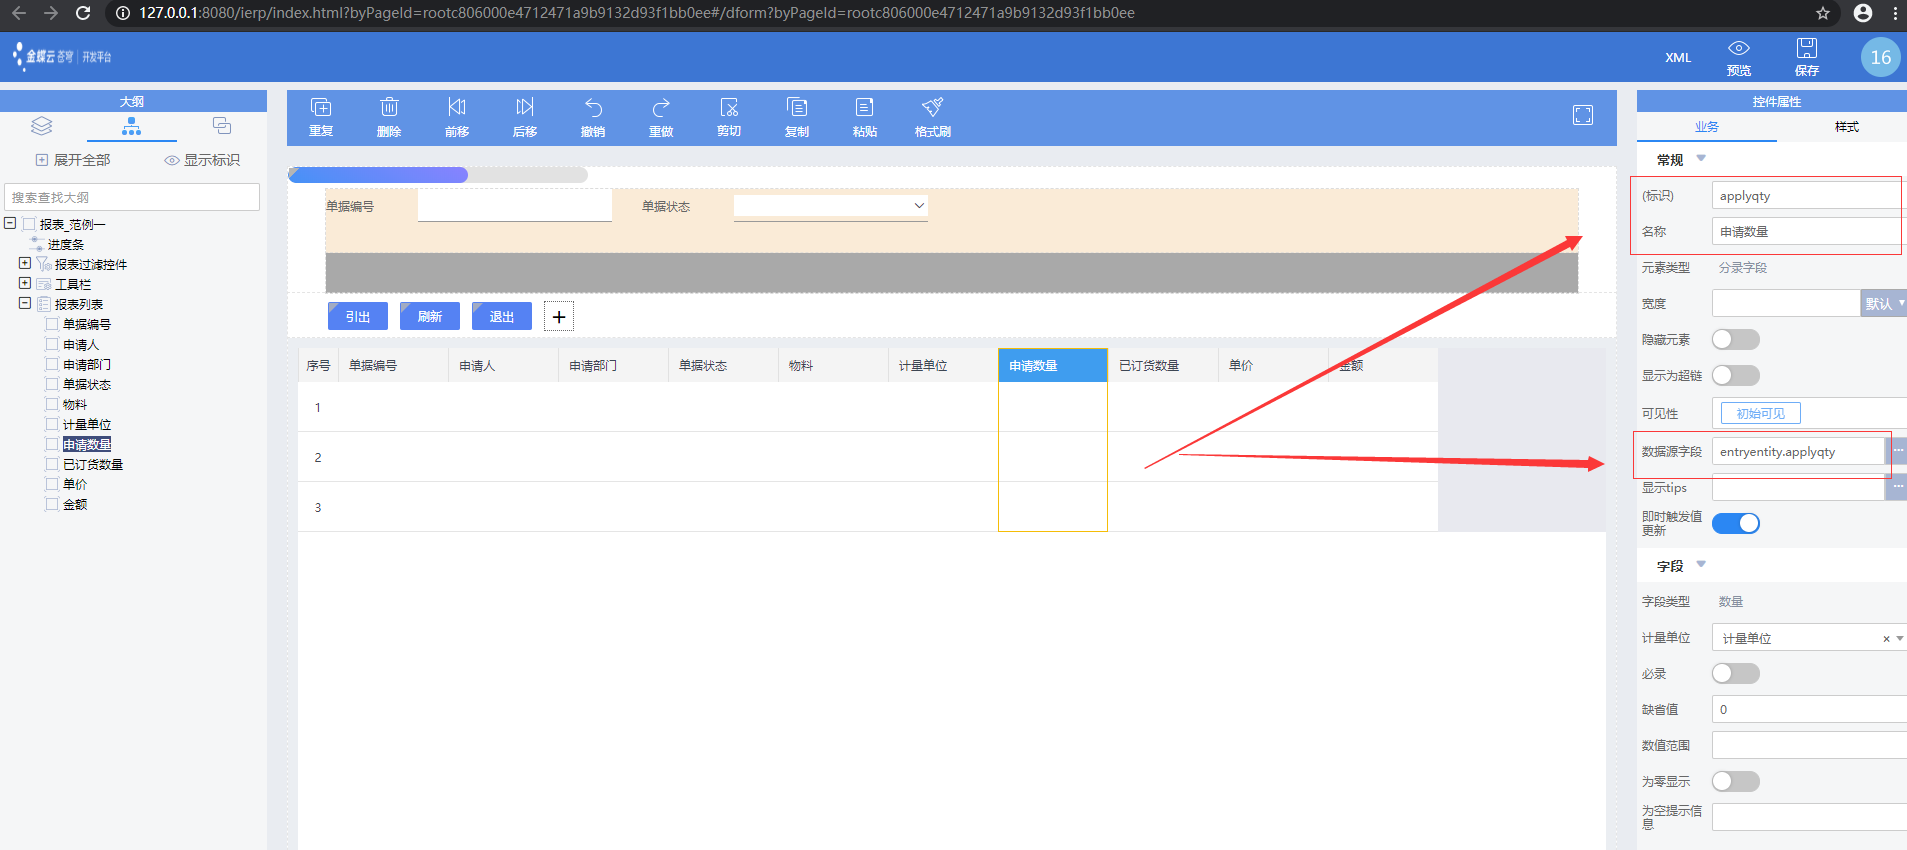 127.0.0.1:8080/ierp/index.html?byPageId=rootc806000e4712471a9b9132d93f1bb0ee#/dform?byPageId=rootc806000e4712471a9b9132d93f1bb0ee
金蝶云 苍穹 | 开发平台
XML
预览
保存
16
大纲
展开全部
显示标识
搜索查找大纲
报表_范例一
进度条
报表过滤控件
工具栏
报表列表
单据编号
申请人
申请部门
单据状态
物料
计量单位
申请数量
已订货数量
单价
金额
重复
删除
前移
后移
撤销
重做
剪切
复制
粘贴
格式刷
单据编号
单据状态
引出
刷新
退出
+
序号 单据编号 申请人 申请部门 单据状态 物料 计量单位 申请数量 已订货数量 单价 金额
1
2
3
控件属性
业务
样式
常规
(标识) applyqty
名称 申请数量
元素类型 分录字段
宽度 默认
隐藏元素
显示为超链
可见性 初始可见
数据源字段 entryentity.applyqty ...
显示tips ...
即时触发值
更新
字段
字段类型 数量
计量单位 计量单位 ×
必录
缺省值 0
数值范围
为零显示
为空提示信
息